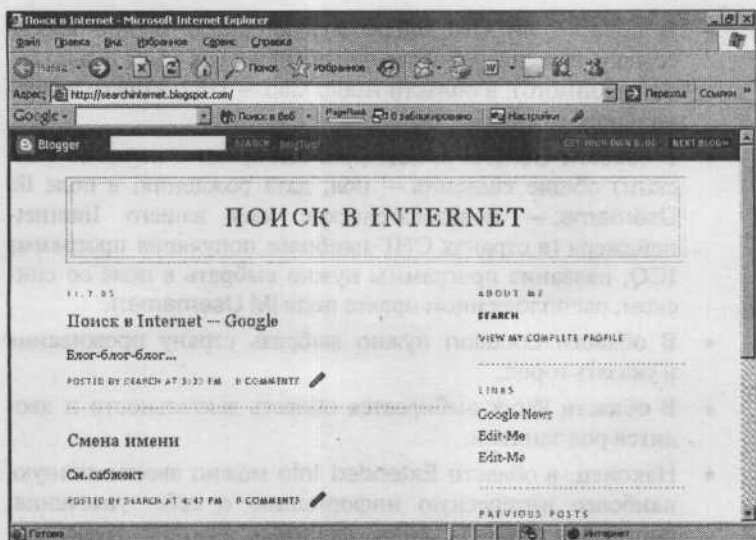 Поиск в Internet - Microsoft Internet Explorer
Файл Правка Вид Избранное Сервис Справка
Назад Поиск Избранное
Адрес: http://searchinternet.blogspot.com/ Переход Ссылки »
Google - Поиск в Веб PageRank 0 заблокировано Настройки
Blogger SEARCH GET YOUR OWN BLOG NEXT BLOG»
ПОИСК В INTERNET
11.7.05
Поиск в Internet — Google
Блог-блог-блог...
POSTED BY SEARCH AT 5:33 PM 0 COMMENTS
Смена имени
См. сабжект
POSTED BY SEARCH AT 4:47 PM 0 COMMENTS
ABOUT ME
SEARCH
VIEW MY COMPLETE PROFILE
LINKS
Google News
Edit-Me
Edit-Me
PREVIOUS POSTS
Готово Интернет